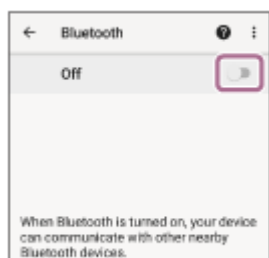 Bluetooth
Off
When Bluetooth is turned on, your device
can communicate with other nearby
Bluetooth devices.